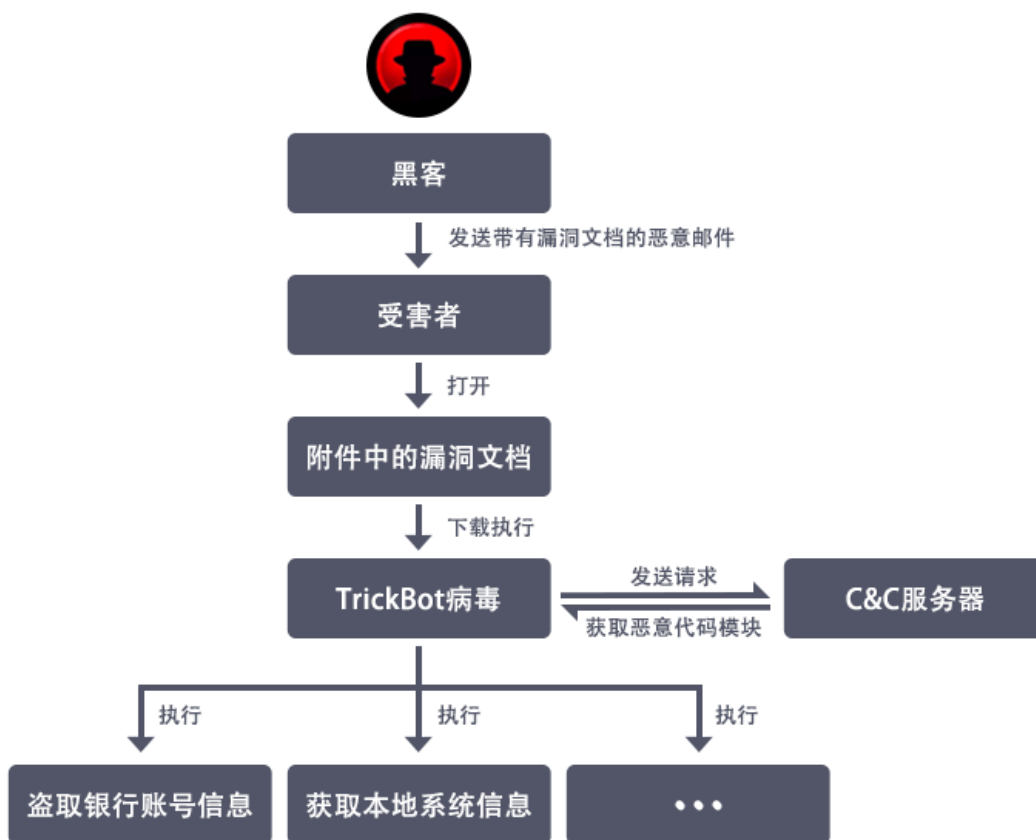 黑客
发送带有漏洞文档的恶意邮件
受害者
打开
附件中的漏洞文档
下载执行
TrickBot病毒
发送请求
获取恶意代码模块
C&C服务器
执行
执行
执行
盗取银行账号信息
获取本地系统信息
•••